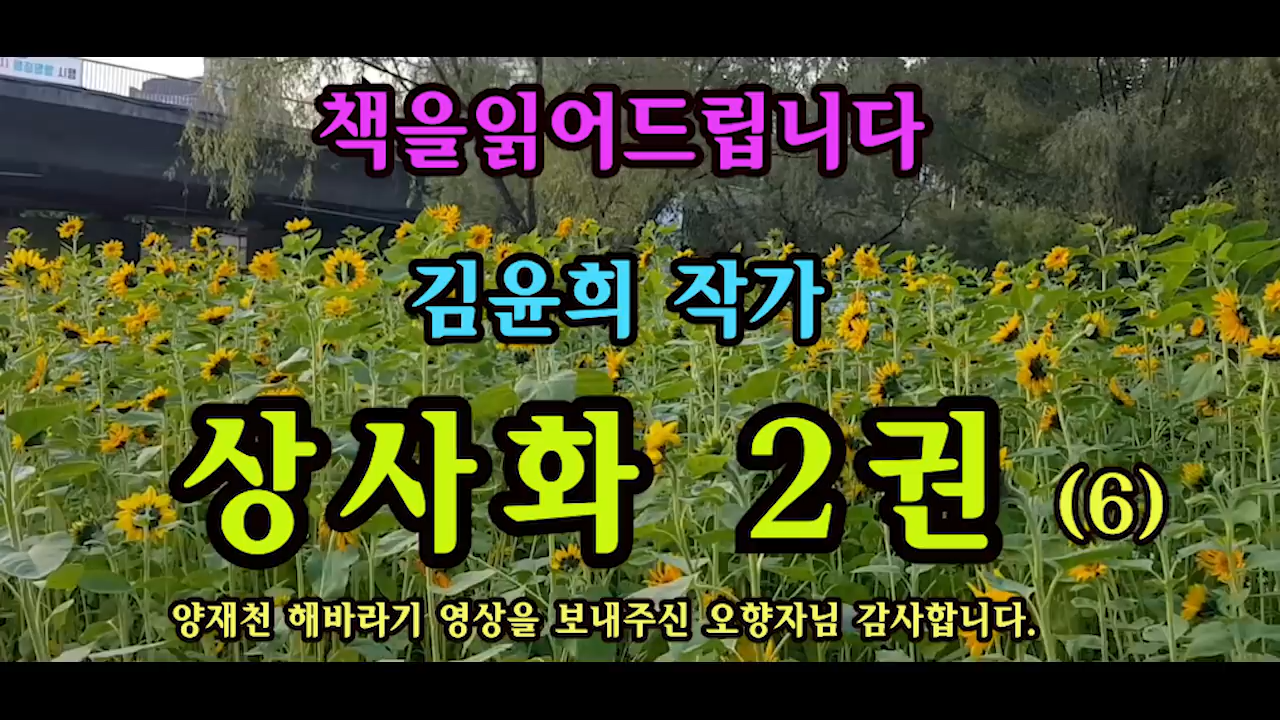 책을읽어드립니다
김윤희 작가
상사화 2권 (6)
양재천 해바라기 영상을 보내주신 오향자님 감사합니다.